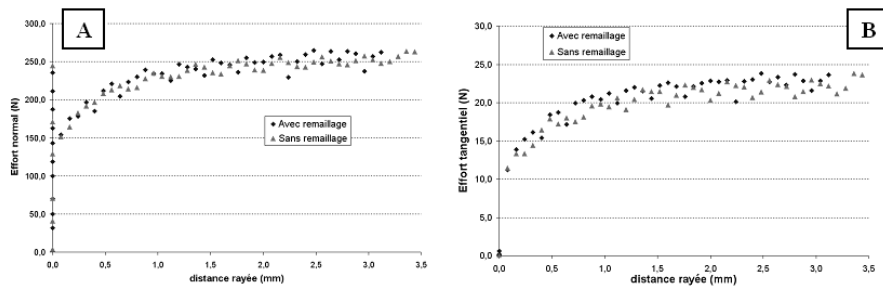 A
300,0
250,0
200,0
150,0
100,0
50,0
0,0
Effort normal (N)
Avec remaillage
Sans remaillage
0,0 0,5 1,0 1,5 2,0 2,5 3,0 3,5
distance rayée (mm)
B
30,0
25,0
20,0
15,0
10,0
5,0
0,0
Effort tangentiel (N)
Avec remaillage
Sans remaillage
0,0 0,5 1,0 1,5 2,0 2,5 3,0 3,5
distance rayée (mm)